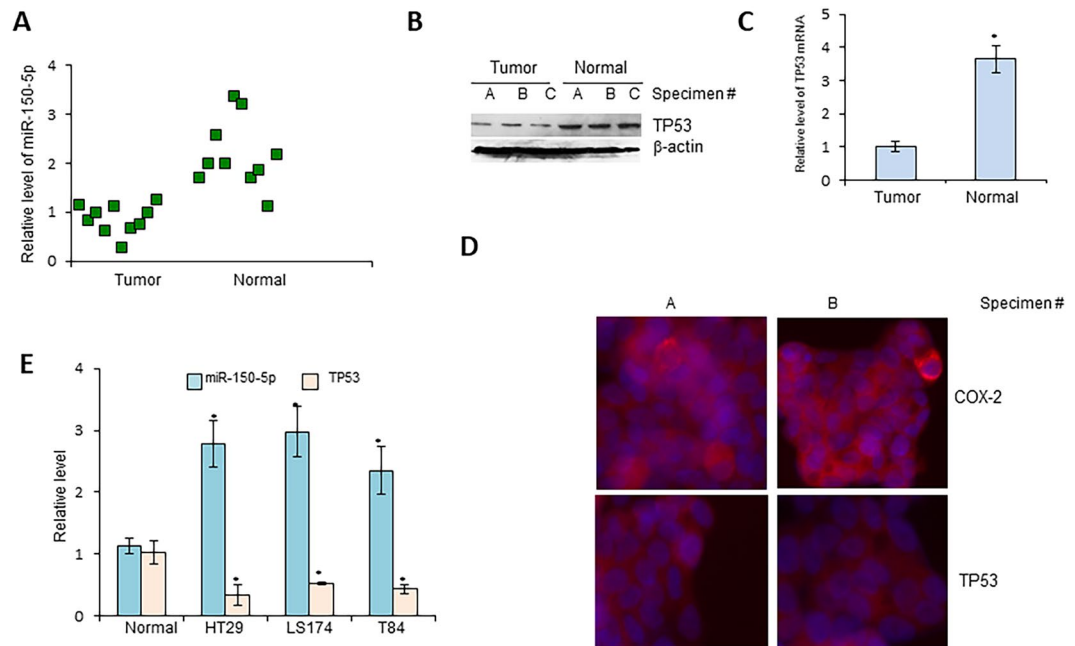 A
Relative level of miR-150-5p
4
3
2
1
0
Tumor Normal
B
Tumor Normal
A B C A B C Specimen #
TP53
β-actin
C
Relative level of TP53 mRNA
5
4
3
2
1
0
Tumor Normal
D
A B Specimen #
COX-2
TP53
E
miR-150-5p TP53
Relative level
4
3
2
1
0
Normal HT29 LS174 T84